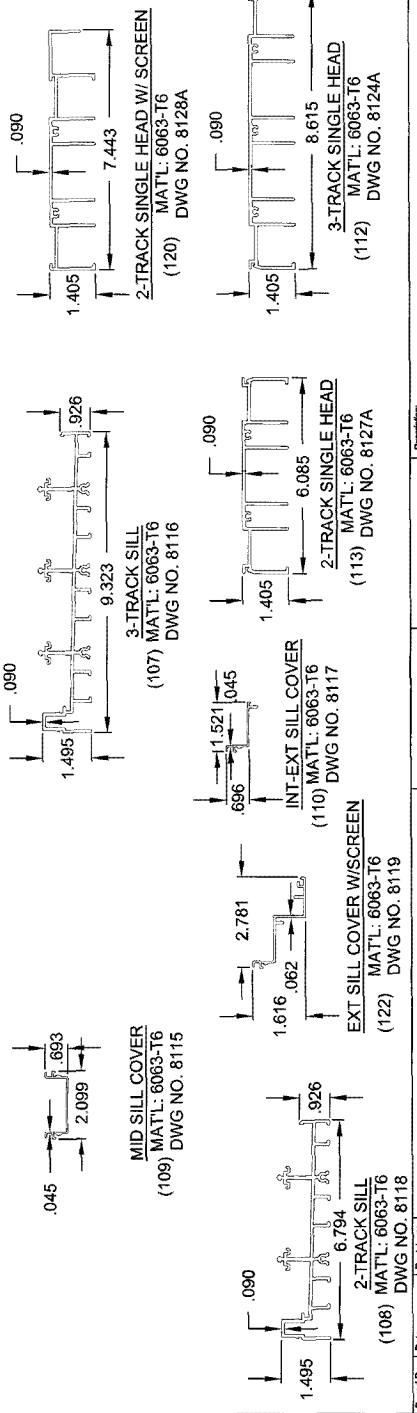 .090
1.405
7.443
2-TRACK SINGLE HEAD W/ SCREEN
MAT'L: 6063-T6
(120)
DWG NO. 8128A
.090
1.405
8.615
3-TRACK SINGLE HEAD
MAT'L: 6063-T6
(112)
DWG NO. 8124A
.090
1.495
.926
9.323
3-TRACK SILL
(107) MAT'L: 6063-T6
DWG NO. 8116
.090
1.405
6.085
2-TRACK SINGLE HEAD
MAT'L: 6063-T6
(113)
DWG NO. 8127A
1.521
.045
.696
INT-EXT SILL COVER
(110) MAT'L: 6063-T6
DWG NO. 8117
.045
.693
2.099
MID SILL COVER
(109) MAT'L: 6063-T6
DWG NO. 8115
2.781
1.616
.062
EXT SILL COVER W/SCREEN
MAT'L: 6063-T6
(122)
DWG NO. 8119
.090
1.495
.926
6.794
2-TRACK SILL
(108) MAT'L: 6063-T6
DWG NO. 8118